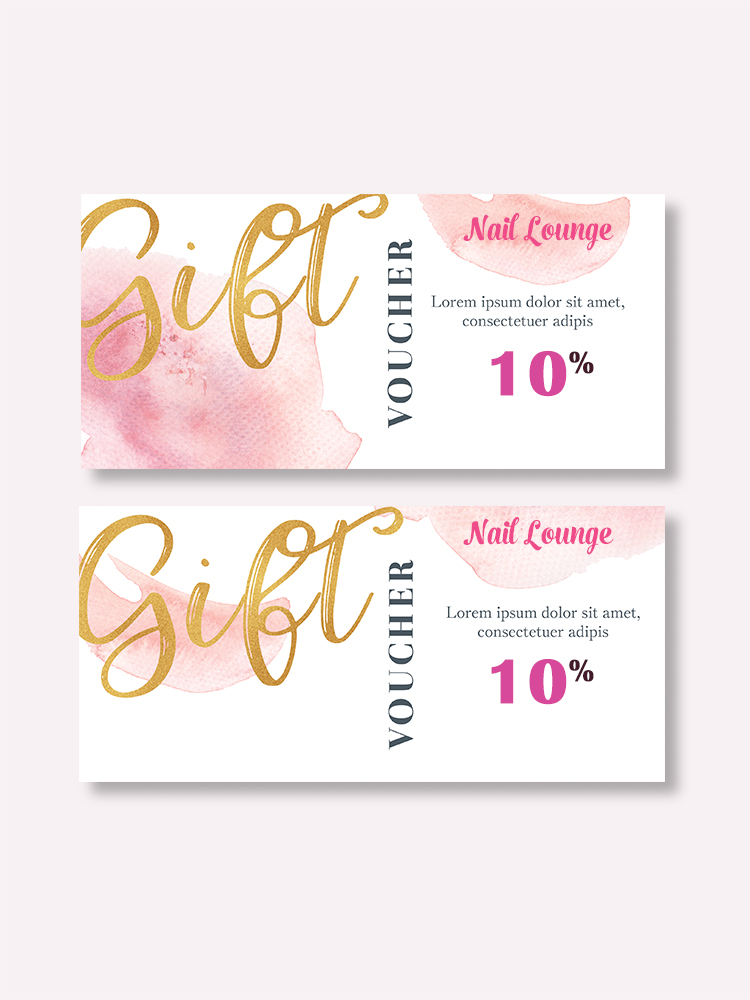 Gift
VOUCHER
Nail Lounge
Lorem ipsum dolor sit amet,
consectetuer adipis
10%
Gift
VOUCHER
Nail Lounge
Lorem ipsum dolor sit amet,
consectetuer adipis
10%